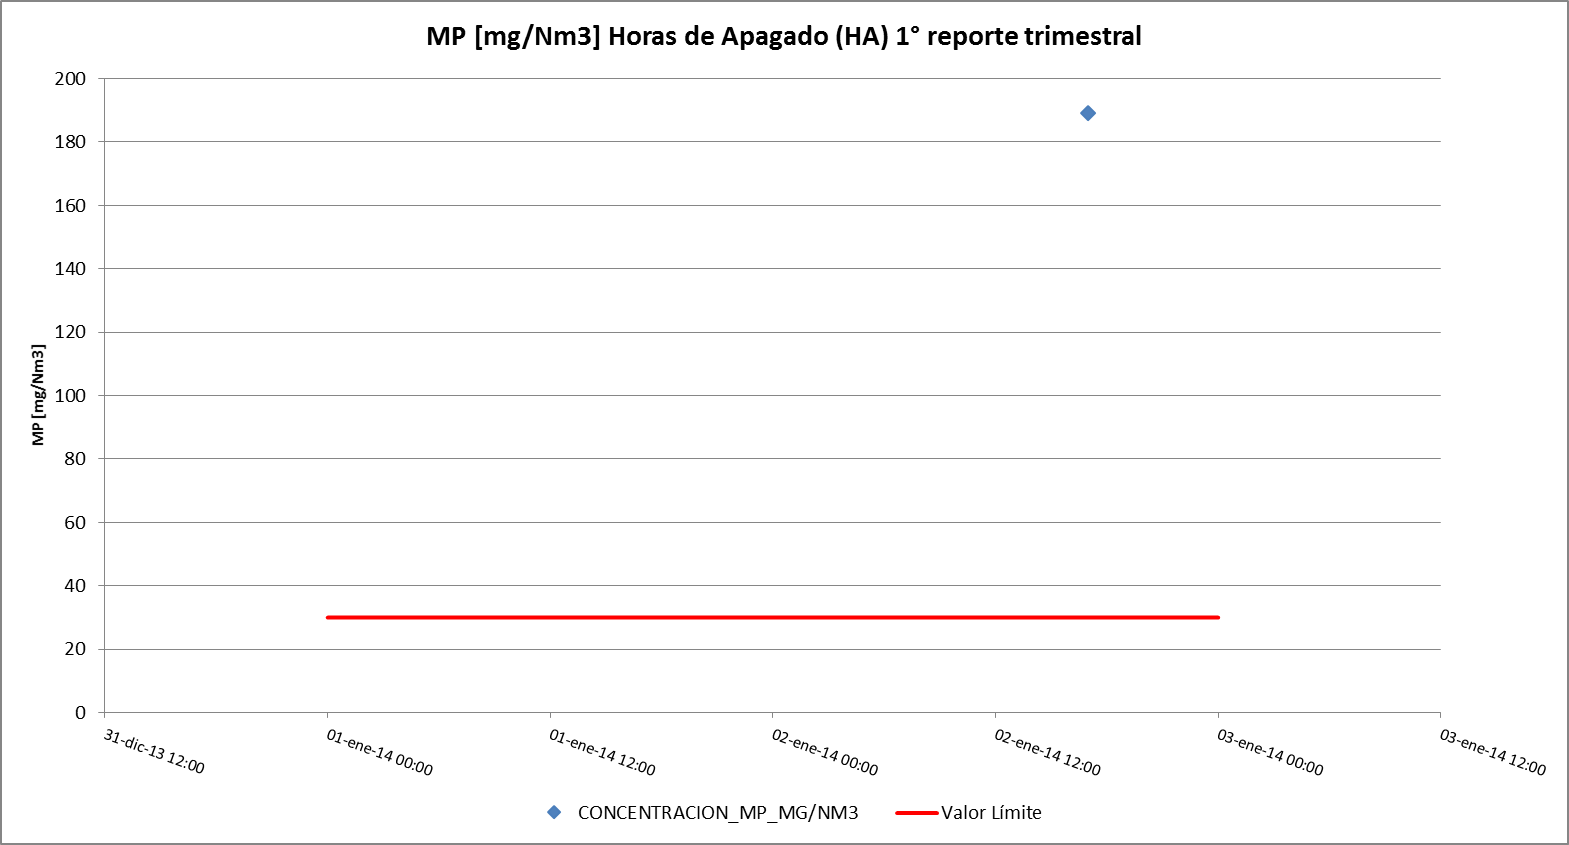 MP [mg/Nm3] Horas de Apagado (HA) 1° reporte trimestral
200
180
160
140
120
100
80
60
40
20
0
MP [mg/Nm3]
31-dic-13 12:00
01-ene-14 00:00
01-ene-14 12:00
02-ene-14 00:00
02-ene-14 12:00
03-ene-14 00:00
03-ene-14 12:00
CONCENTRACION_MP_MG/NM3
Valor Límite